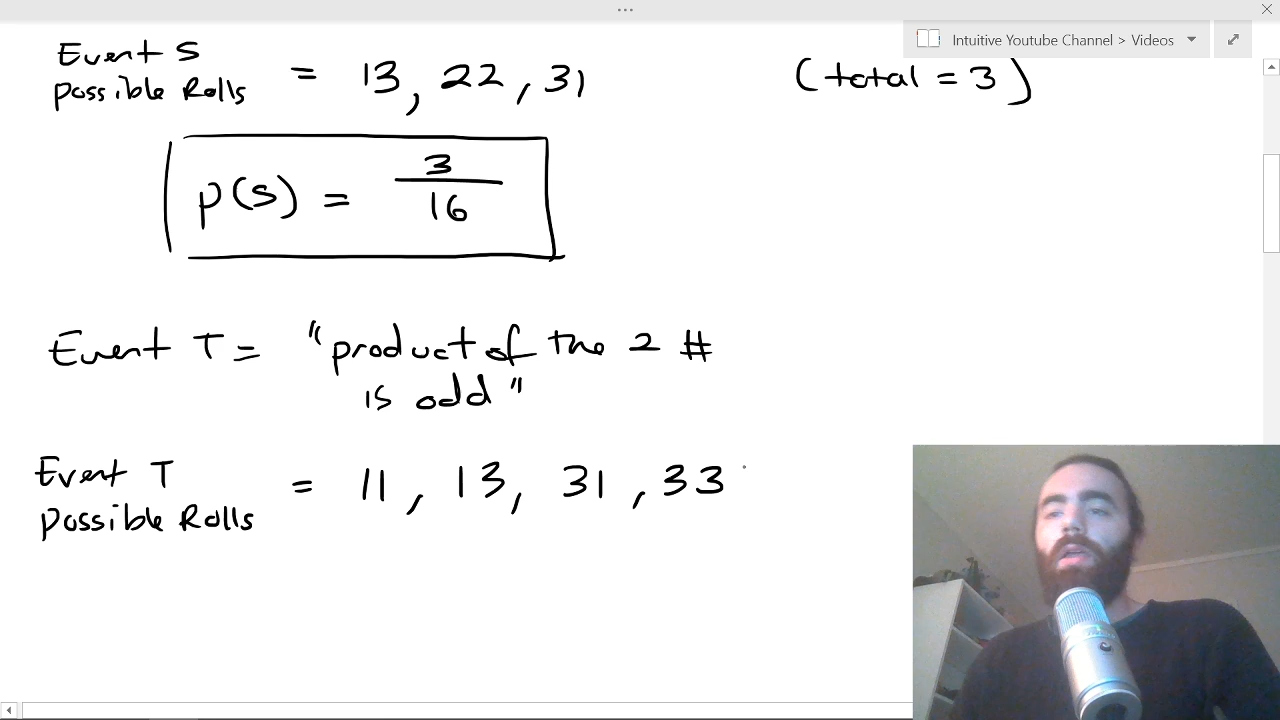 ...
Intuitive Youtube Channel > Videos
Event S
possible Rolls = 13, 22, 31 (total = 3)
p(S) = 3/16
Event T = "product of the 2 #
is odd"
Event T
possible Rolls = 11, 13, 31, 33